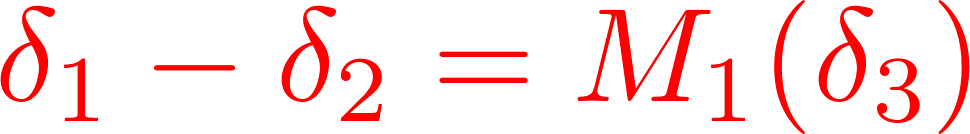 δ₁ − δ₂ = M₁(δ₃)